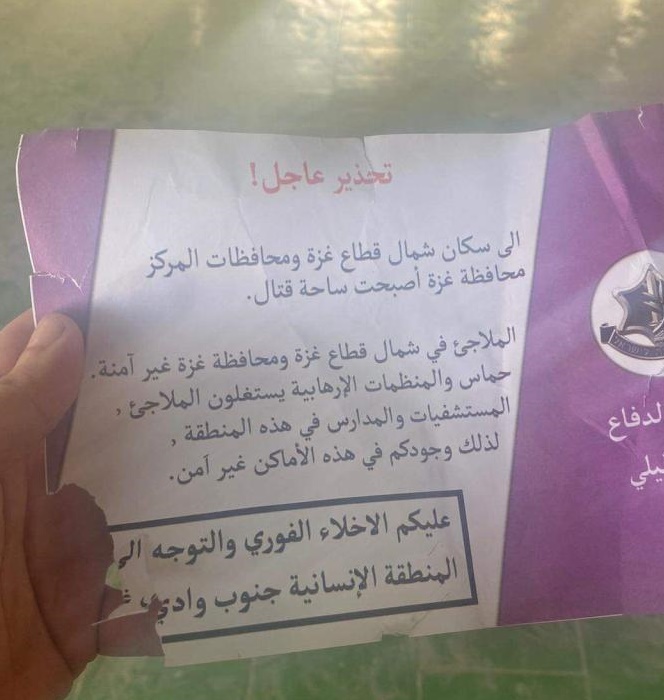 تحذير عاجل!
الى سكان شمال قطاع غزة ومحافظات المركز
محافظة غزة أصبحت ساحة قتال.
الملاجئ في شمال قطاع غزة ومحافظة غزة غير آمنة.
حماس والمنظمات الإرهابية يستغلون الملاجئ ,
المستشفيات والمدارس في هذه المنطقة ,
لذلك وجودكم في هذه الأماكن غير آمن.
عليكم الاخلاء الفوري والتوجه الى
المنطقة الإنسانية جنوب وادي
لدفاع
يلي